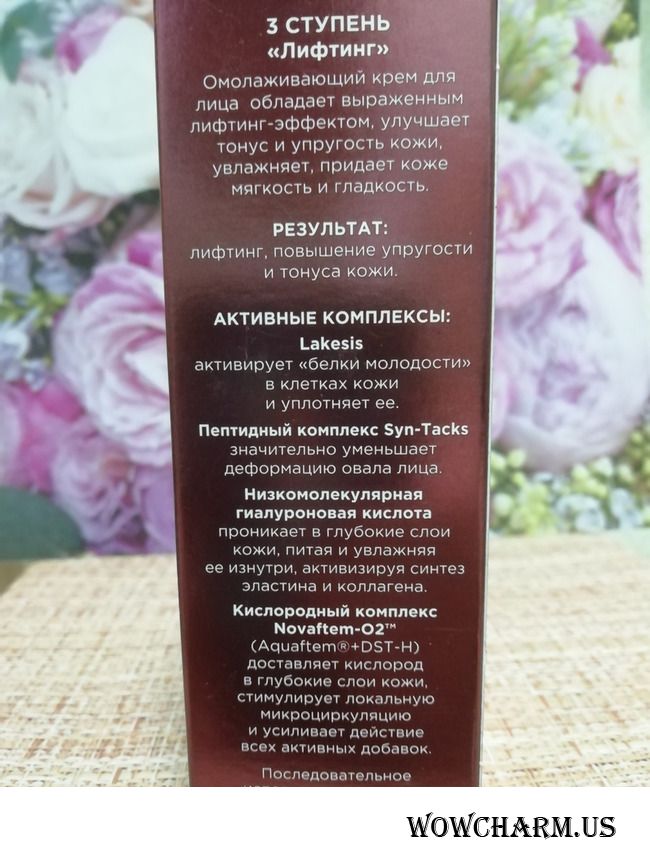 3 СТУПЕНЬ
«Лифтинг»
Омолаживающий крем для
лица обладает выраженным
лифтинг-эффектом, улучшает
тонус и упругость кожи,
увлажняет, придает коже
мягкость и гладкость.
РЕЗУЛЬТАТ:
лифтинг, повышение упругости
и тонуса кожи.
АКТИВНЫЕ КОМПЛЕКСЫ:
Lakesis
активирует «белки молодости»
в клетках кожи
и уплотняет ее.
Пептидный комплекс Syn-Tacks
значительно уменьшает
деформацию овала лица.
Низкомолекулярная
гиалуроновая кислота
проникает в глубокие слои
кожи, питая и увлажняя
ее изнутри, активизируя синтез
эластина и коллагена.
Кислородный комплекс
Novaftem-O2™
(Aquaftem®+DST-H)
доставляет кислород
в глубокие слои кожи,
стимулирует локальную
микроциркуляцию
и усиливает действие
всех активных добавок.
Последовательное
WOWCHARM.US